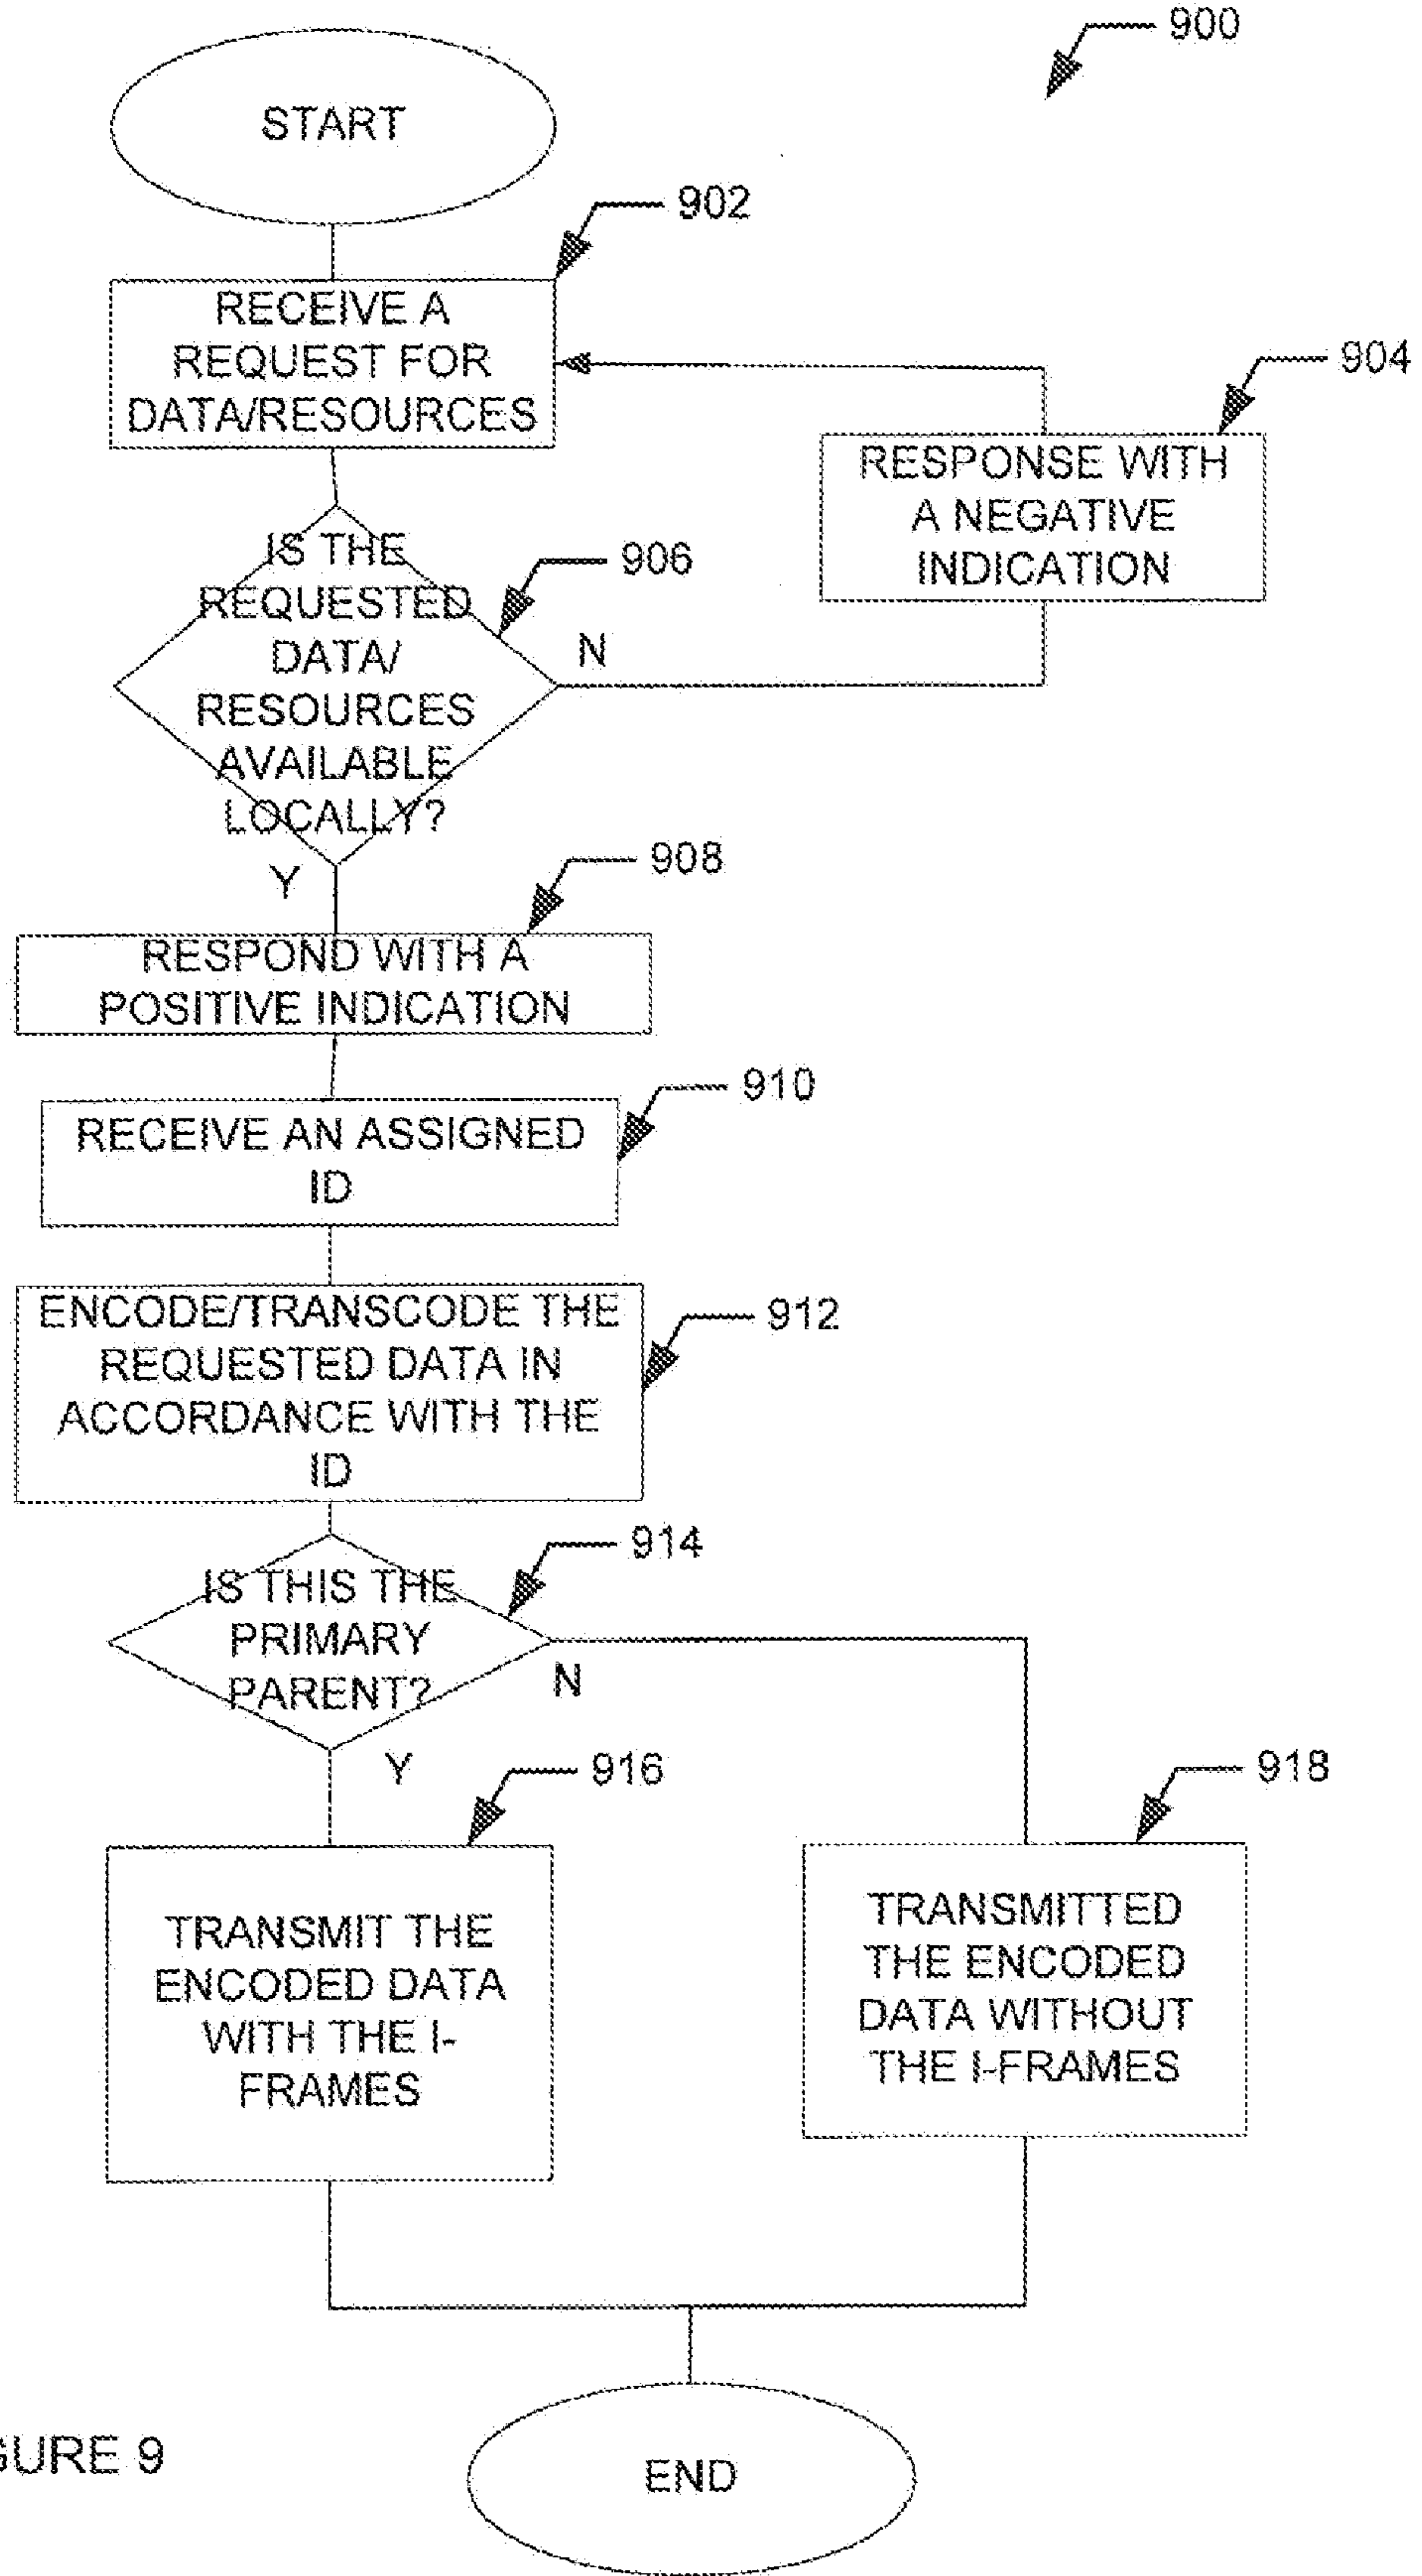 900
START
902
RECEIVE A
REQUEST FOR
DATA/RESOURCES
904
RESPONSE WITH
A NEGATIVE
INDICATION
906
IS THE
REQUESTED
DATA/
RESOURCES
AVAILABLE
LOCALLY?
N
Y
908
RESPOND WITH A
POSITIVE INDICATION
910
RECEIVE AN ASSIGNED
ID
912
ENCODE/TRANSCODE THE
REQUESTED DATA IN
ACCORDANCE WITH THE
ID
914
IS THIS THE
PRIMARY
PARENT?
N
Y
916
TRANSMIT THE
ENCODED DATA
WITH THE I-
FRAMES
918
TRANSMITTED
THE ENCODED
DATA WITHOUT
THE I-FRAMES
GURE 9
END